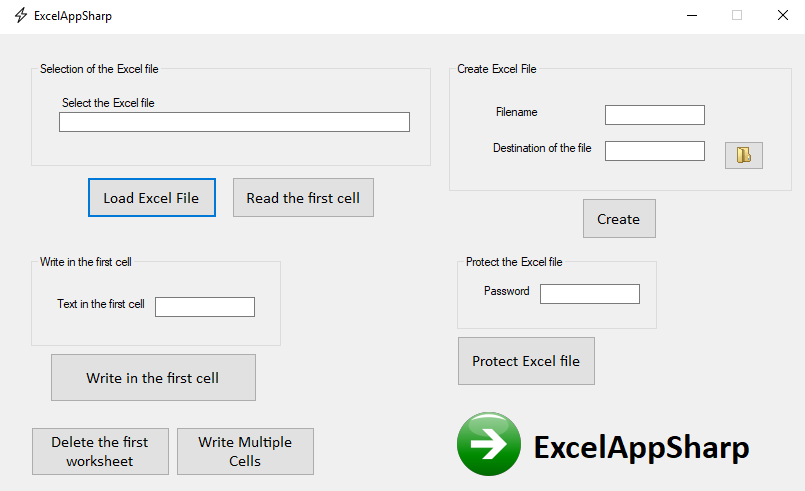 ExcelAppSharp
Selection of the Excel file
Select the Excel file
Load Excel File
Read the first cell
Create Excel File
Filename
Destination of the file
Create
Write in the first cell
Text in the first cell
Write in the first cell
Protect the Excel file
Password
Protect Excel file
Delete the first
worksheet
Write Multiple
Cells
ExcelAppSharp